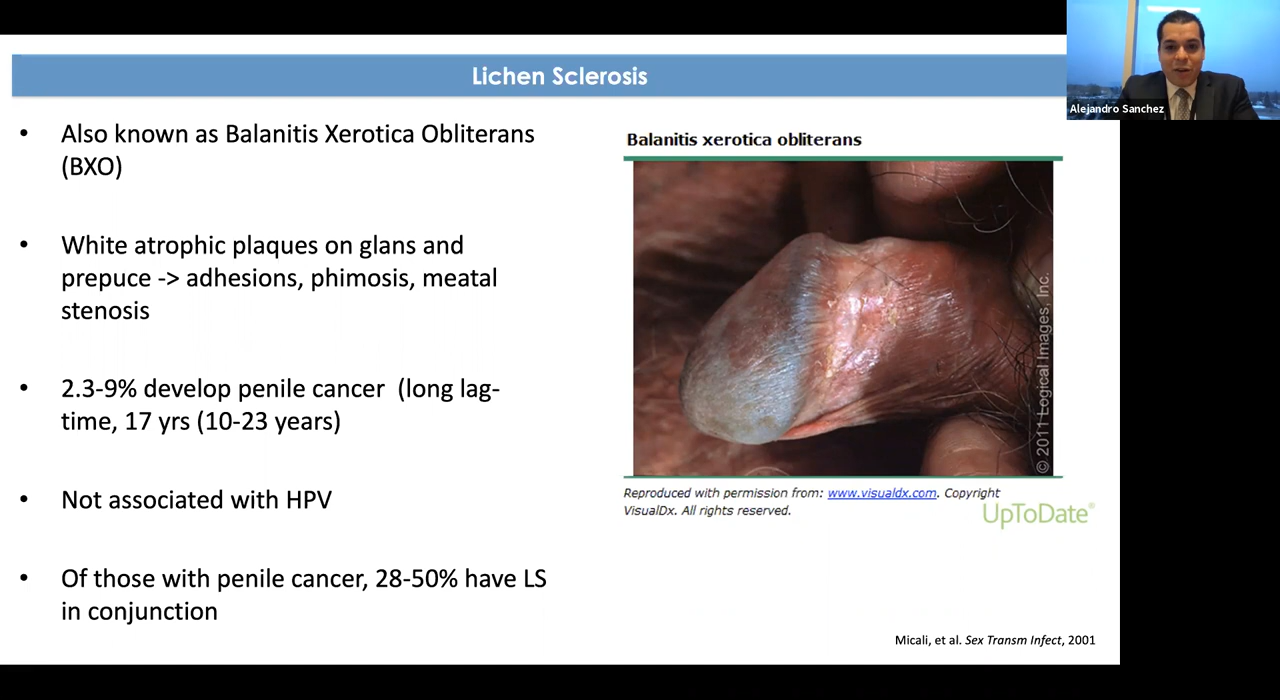 Lichen Sclerosis
Alejandro Sanchez
• Also known as Balanitis Xerotica Obliterans
(BXO)
• White atrophic plaques on glans and
prepuce -> adhesions, phimosis, meatal
stenosis
• 2.3-9% develop penile cancer (long lag-
time, 17 yrs (10-23 years)
• Not associated with HPV
• Of those with penile cancer, 28-50% have LS
in conjunction
Balanitis xerotica obliterans
© 2011 Logical Images, Inc.
Reproduced with permission from: www.visualdx.com. Copyright
VisualDx. All rights reserved.
UpToDate®
Micali, et al. Sex Transm Infect, 2001